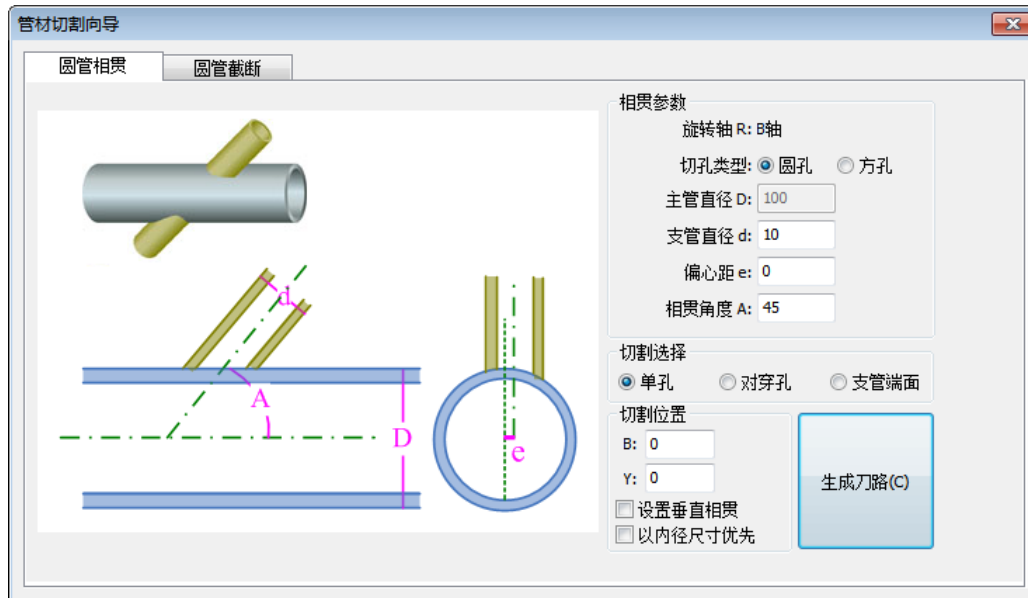 管材切割向导
圆管相贯
圆管截断
相贯参数
旋转轴 R: B轴
切孔类型: 圆孔 方孔
主管直径 D: 100
支管直径 d: 10
偏心距 e: 0
相贯角度 A: 45
切割选择
单孔 对穿孔 支管端面
切割位置
B: 0
Y: 0
设置垂直相贯
以内径尺寸优先
生成刀路(C)
d
A
D
e